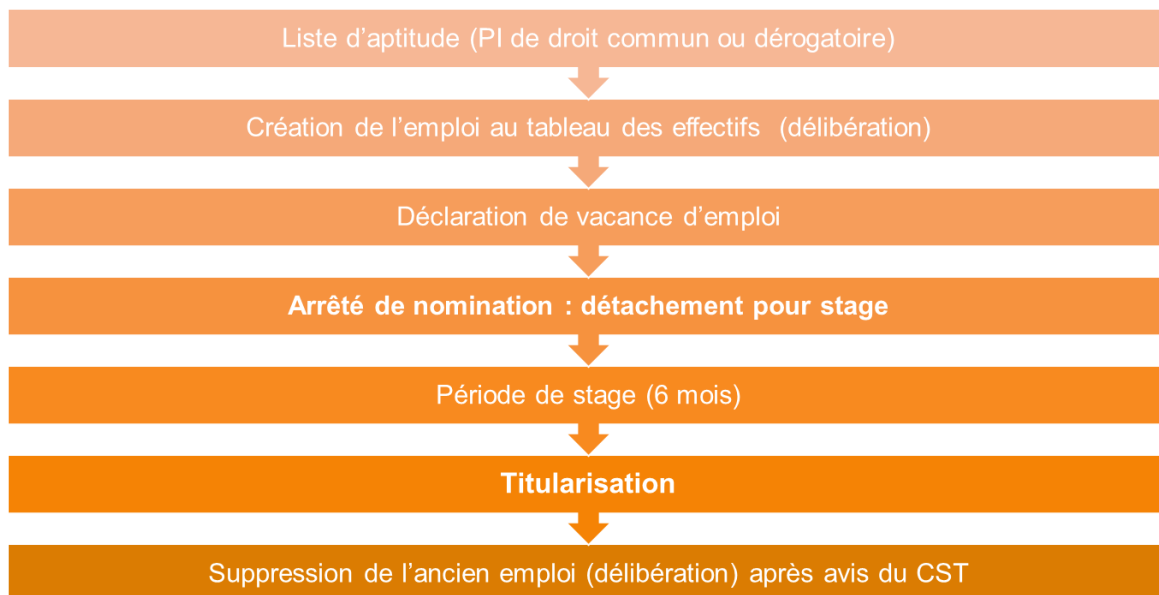 Liste d’aptitude (PI de droit commun ou dérogatoire)
Création de l’emploi au tableau des effectifs (délibération)
Déclaration de vacance d’emploi
Arrêté de nomination : détachement pour stage
Période de stage (6 mois)
Titularisation
Suppression de l’ancien emploi (délibération) après avis du CST